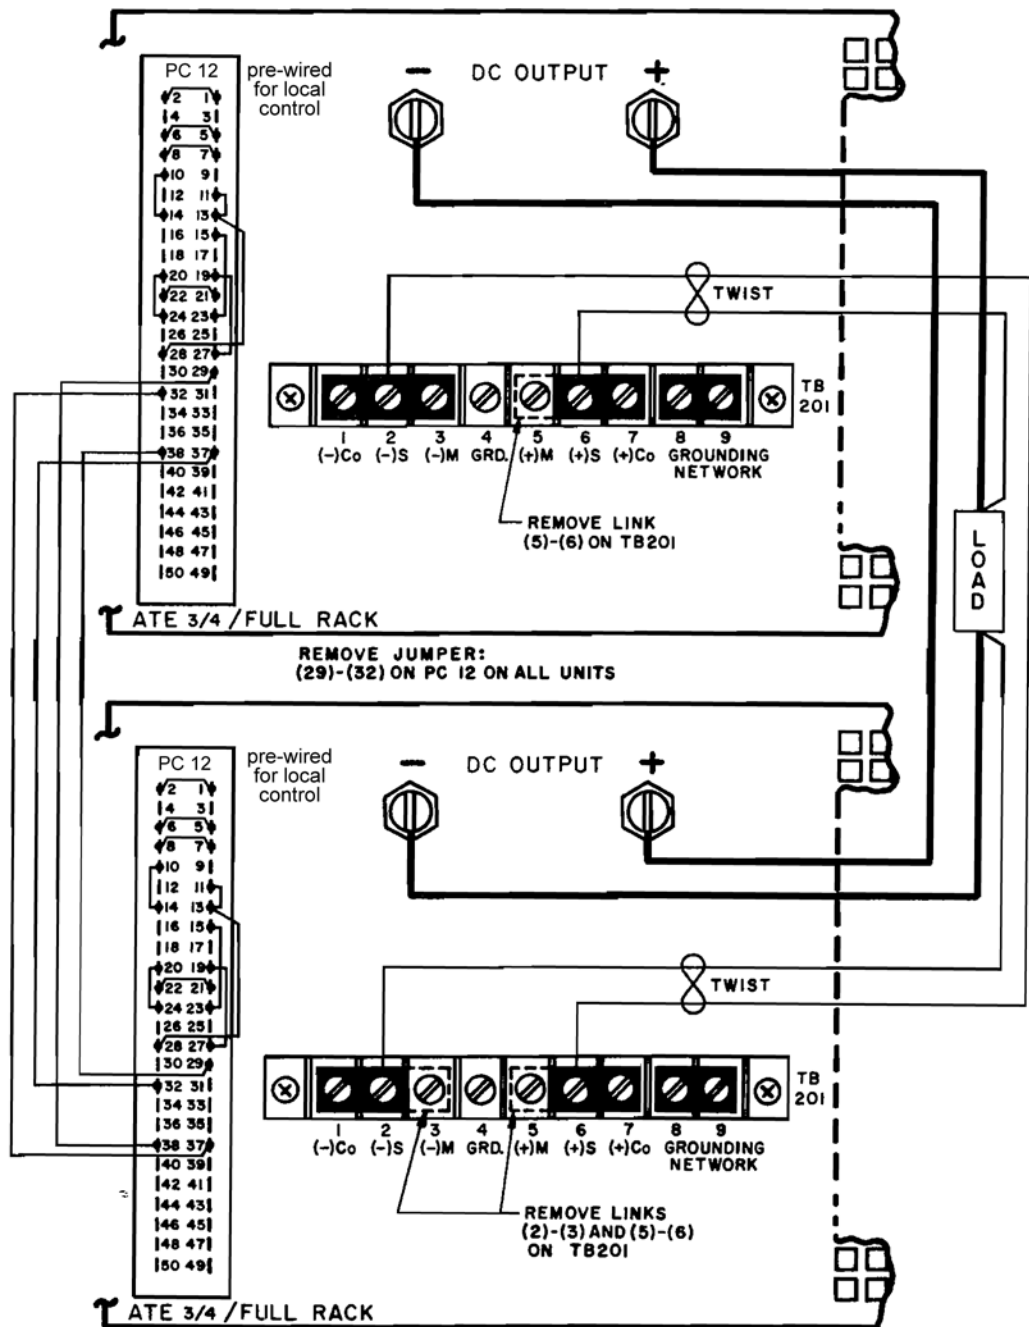 PC 12
pre-wired
for local
control
− DC OUTPUT +
2 1
4 3
6 5
8 7
10 9
12 11
14 13
16 15
18 17
20 19
22 21
24 23
26 25
28 27
30 29
32 31
34 33
36 35
38 37
40 39
42 41
44 43
46 45
48 47
50 49
TWIST
TB
201
1 2 3 4 5 6 7 8 9
(−)Co (−)S (−)M GRD. (+)M (+)S (+)Co GROUNDING
NETWORK
REMOVE LINK
(5)-(6) ON TB201
LOAD
ATE 3/4 / FULL RACK
REMOVE JUMPER:
(29)-(32) ON PC 12 ON ALL UNITS
PC 12
pre-wired
for local
control
− DC OUTPUT +
2 1
4 3
6 5
8 7
10 9
12 11
14 13
16 15
18 17
20 19
22 21
24 23
26 25
28 27
30 29
32 31
34 33
36 35
38 37
40 39
42 41
44 43
46 45
48 47
50 49
TWIST
TB
201
1 2 3 4 5 6 7 8 9
(−)Co (−)S (−)M GRD. (+)M (+)S (+)Co GROUNDING
NETWORK
REMOVE LINKS
(2)-(3) AND (5)-(6)
ON TB201
ATE 3/4 / FULL RACK